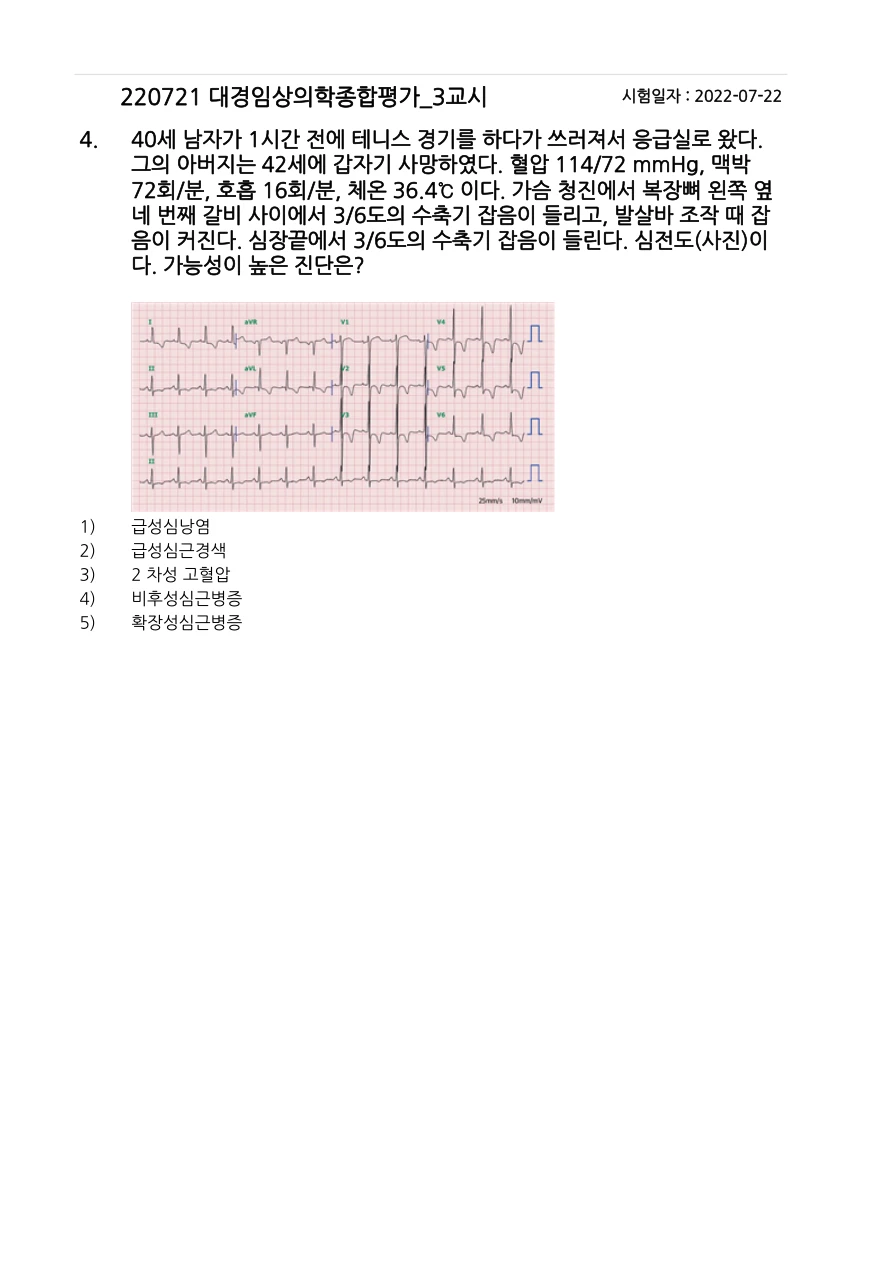 220721 대경임상의학종합평가_3교시
시험일자 : 2022-07-22
4. 40세 남자가 1시간 전에 테니스 경기를 하다가 쓰러져서 응급실로 왔다.
그의 아버지는 42세에 갑자기 사망하였다. 혈압 114/72 mmHg, 맥박
72회/분, 호흡 16회/분, 체온 36.4℃ 이다. 가슴 청진에서 복장뼈 왼쪽 옆
네 번째 갈비 사이에서 3/6도의 수축기 잡음이 들리고, 발살바 조작 때 잡
음이 커진다. 심장끝에서 3/6도의 수축기 잡음이 들린다. 심전도(사진)이
다. 가능성이 높은 진단은?
I aVR V1 V4
II aVL V2 V5
III aVF V3 V6
II
25mm/s 10mm/mV
1) 급성심낭염
2) 급성심근경색
3) 2 차성 고혈압
4) 비후성심근병증
5) 확장성심근병증